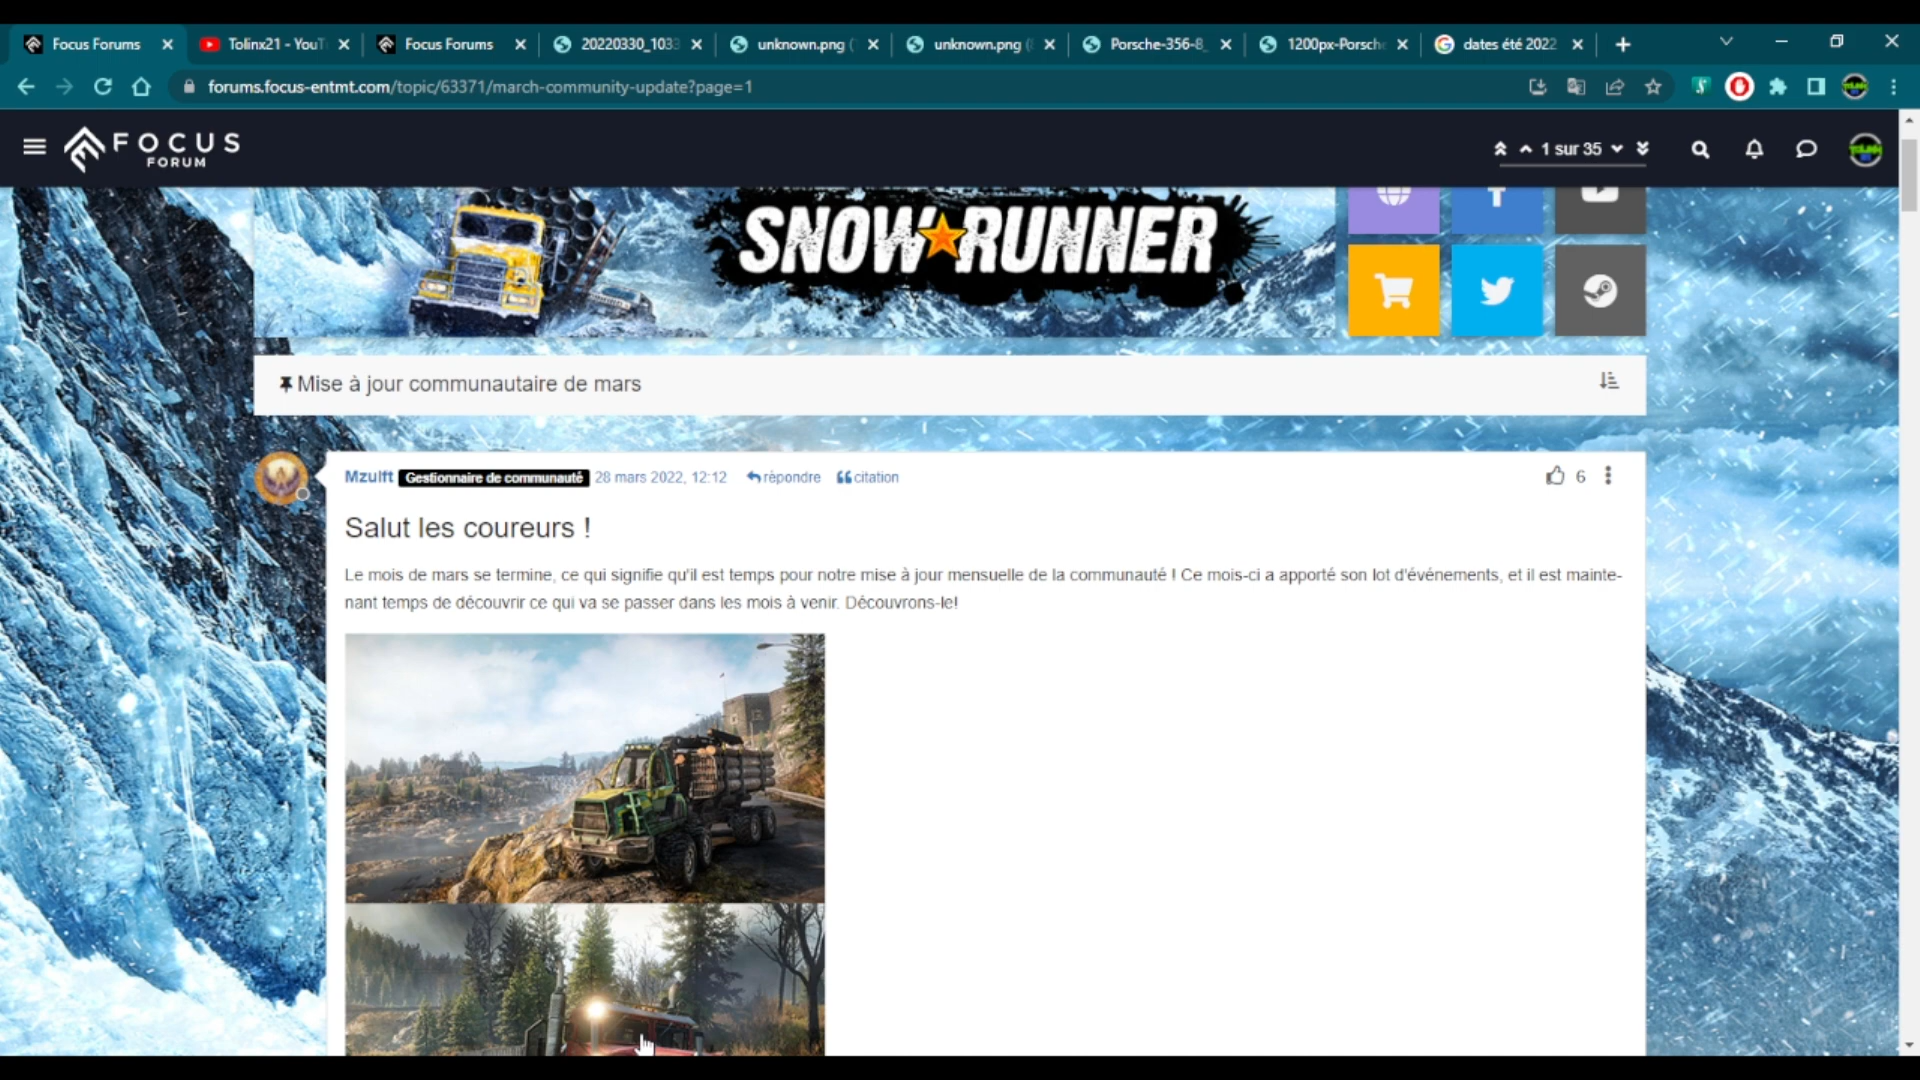 Focus Forums
Tolinx21 - YouT
Focus Forums
20220330_1033
unknown.png (
unknown.png (
Porsche-356-8_
1200px-Porsch
dates été 2022
forums.focus-entmt.com/topic/63371/march-community-update?page=1
FOCUS
FORUM
1 sur 35
SNOWRUNNER
Mise à jour communautaire de mars
Mzulft Gestionnaire de communauté 28 mars 2022, 12:12 répondre citation
6
Salut les coureurs !
Le mois de mars se termine, ce qui signifie qu'il est temps pour notre mise à jour mensuelle de la communauté ! Ce mois-ci a apporté son lot d'événements, et il est mainte-
nant temps de découvrir ce qui va se passer dans les mois à venir. Découvrons-le!